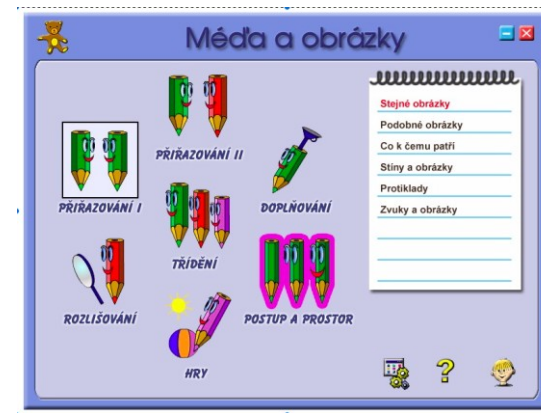 Méďa a obrázky
PŘIŘAZOVÁNÍ II
PŘIŘAZOVÁNÍ I
DOPLŇOVÁNÍ
TŘÍDĚNÍ
ROZLIŠOVÁNÍ
POSTUP A PROSTOR
HRY
Stejné obrázky
Podobné obrázky
Co k čemu patří
Stíny a obrázky
Protiklady
Zvuky a obrázky
?